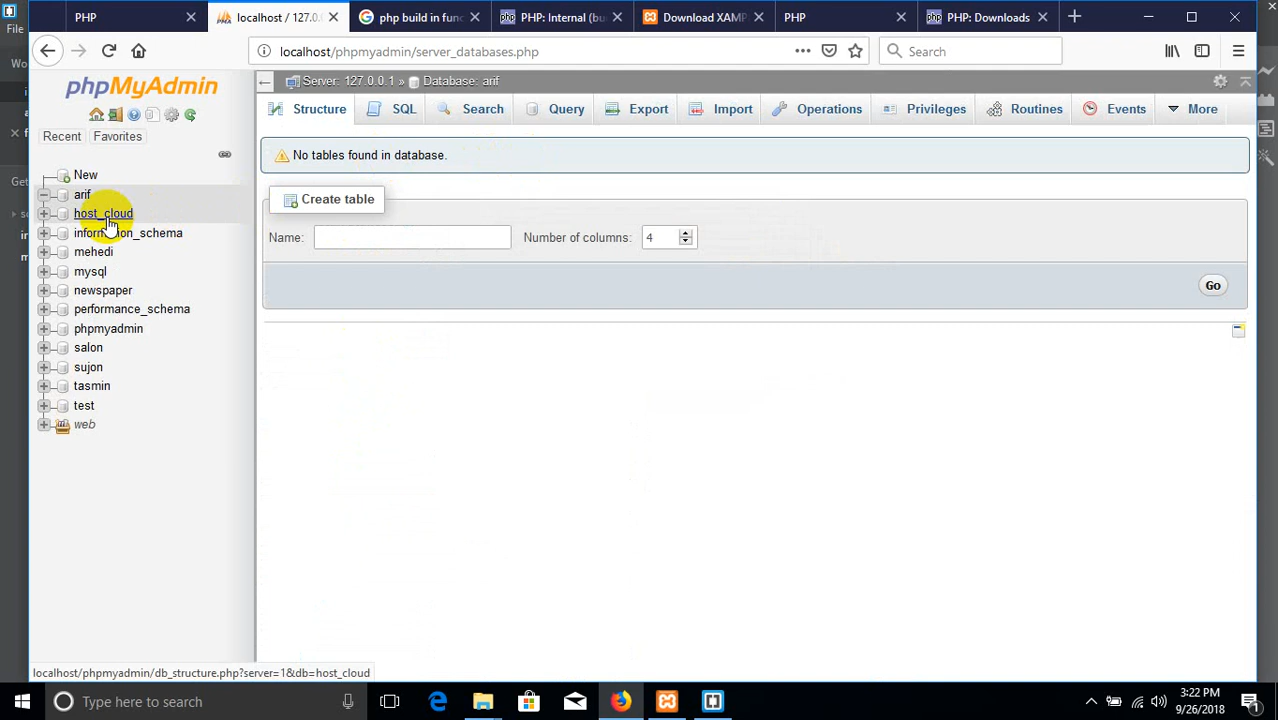 PHP
localhost / 127.0.
php build in fun
PHP: Internal (bu
Download XAMP
PHP
PHP: Downloads
File
localhost/phpmyadmin/server_databases.php
Search
Wo
phpMyAdmin
Recent
Favorites
New
arif
host_cloud
information_schema
mehedi
mysql
newspaper
performance_schema
phpmyadmin
salon
sujon
tasmin
test
web
Server: 127.0.0.1 » Database: arif
Structure
SQL
Search
Query
Export
Import
Operations
Privileges
Routines
Events
More
No tables found in database.
Create table
Name:
Number of columns: 4
Go
Get
localhost/phpmyadmin/db_structure.php?server=1&db=host_cloud
Type here to search
3:22 PM
9/26/2018